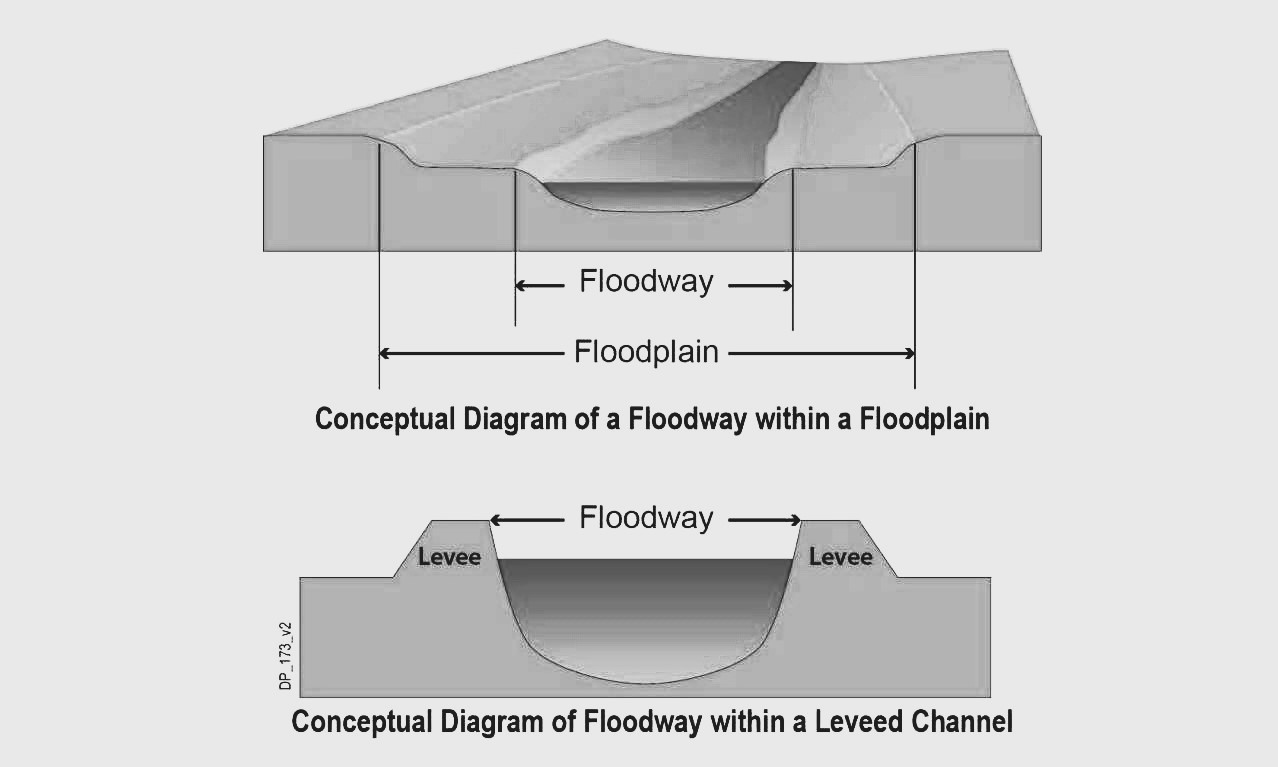 Floodway
Floodplain
Conceptual Diagram of a Floodway within a Floodplain
Floodway
Levee
Levee
DP_173_v2
Conceptual Diagram of Floodway within a Leveed Channel